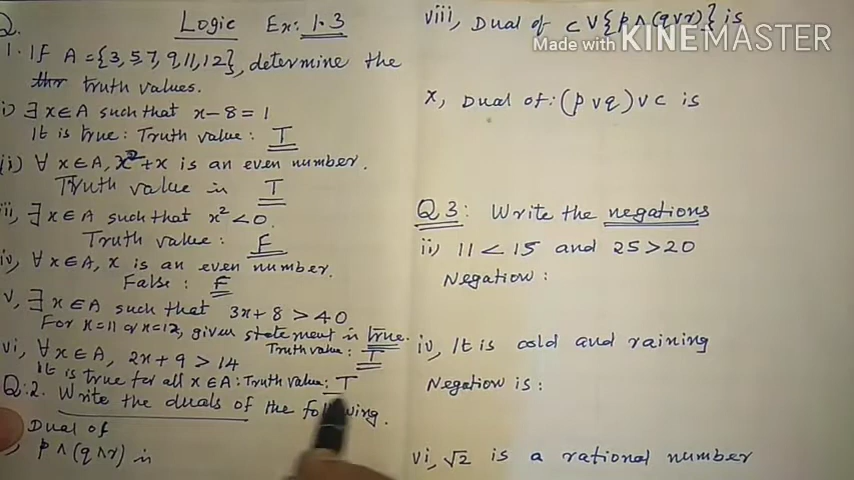 Q.
Logic Ex: 1.3
1. If A = {3, 5, 7, 9, 11, 12}, determine the
truth values.
i) ∃ x ∈ A such that x - 8 = 1
It is true: Truth value: T
(ii) ∀ x ∈ A, x² + x is an even number.
Truth value is T
iii, ∃ x ∈ A such that x² < 0.
Truth value: F
iv, ∀ x ∈ A, x is an even number.
False: F
v, ∃ x ∈ A such that 3x + 8 > 40
For x = 11 or x = 12, given statement is true.
Truth value: T
vi, ∀ x ∈ A, 2x + 9 > 14
It is true for all x ∈ A: Truth value: T
Q: 2. Write the duals of the following.
Dual of
p ∧ (q ∧ r) is
viii, Dual of c ∨ {p ∧ (q ∨ r)} is
Made with KINEMASTER
x, Dual of: (p ∨ q) ∨ c is
Q3: Write the negations
ii) 11 < 15 and 25 > 20
Negation:
iv, It is cold and raining
Negation is:
vi, √2 is a rational number